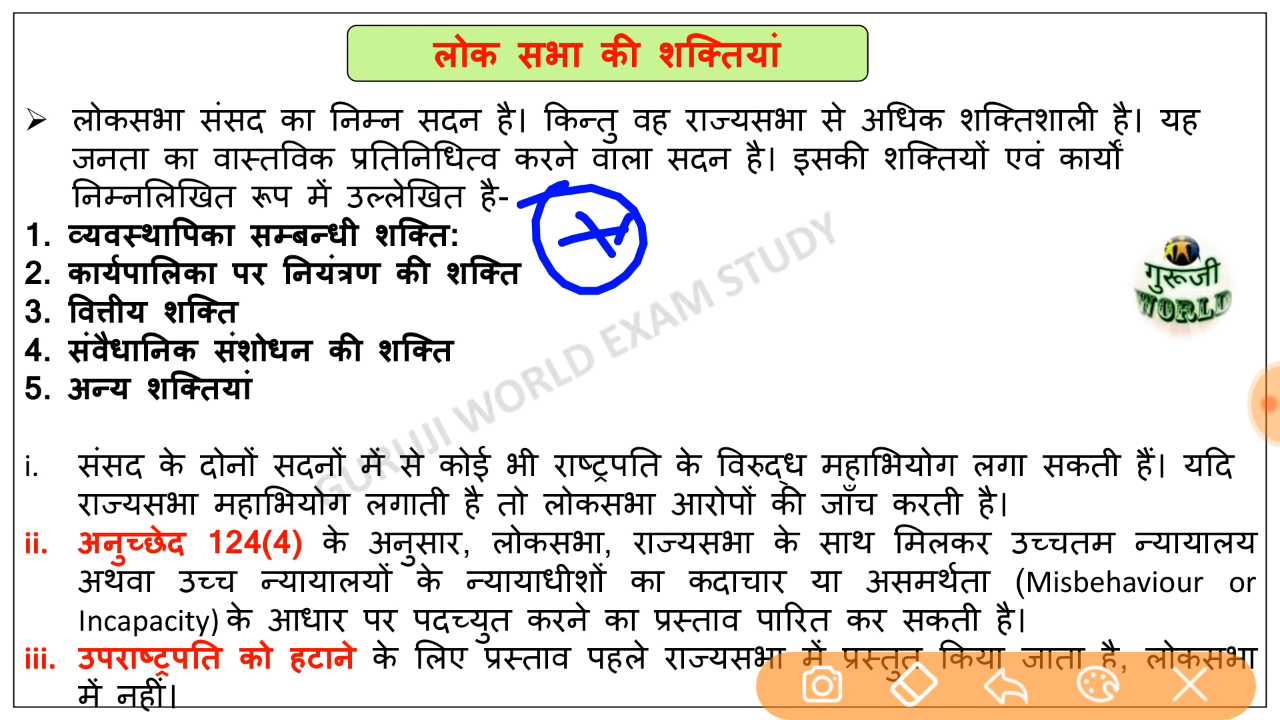 लोक सभा की शक्तियां
➢ लोकसभा संसद का निम्न सदन है। किन्तु वह राज्यसभा से अधिक शक्तिशाली है। यह
जनता का वास्तविक प्रतिनिधित्व करने वाला सदन है। इसकी शक्तियों एवं कार्यों
निम्नलिखित रूप में उल्लेखित है-
1. व्यवस्थापिका सम्बन्धी शक्ति:
2. कार्यपालिका पर नियंत्रण की शक्ति
3. वित्तीय शक्ति
4. संवैधानिक संशोधन की शक्ति
5. अन्य शक्तियां
गुरूजी
WORLD
GURUJI WORLD EXAM STUDY
i. संसद के दोनों सदनों में से कोई भी राष्ट्रपति के विरुद्ध महाभियोग लगा सकती हैं। यदि
राज्यसभा महाभियोग लगाती है तो लोकसभा आरोपों की जाँच करती है।
ii. अनुच्छेद 124(4) के अनुसार, लोकसभा, राज्यसभा के साथ मिलकर उच्चतम न्यायालय
अथवा उच्च न्यायालयों के न्यायाधीशों का कदाचार या असमर्थता (Misbehaviour or
Incapacity) के आधार पर पदच्युत करने का प्रस्ताव पारित कर सकती है।
iii. उपराष्ट्रपति को हटाने के लिए प्रस्ताव पहले राज्यसभा में प्रस्तुत किया जाता है, लोकसभा
में नहीं।